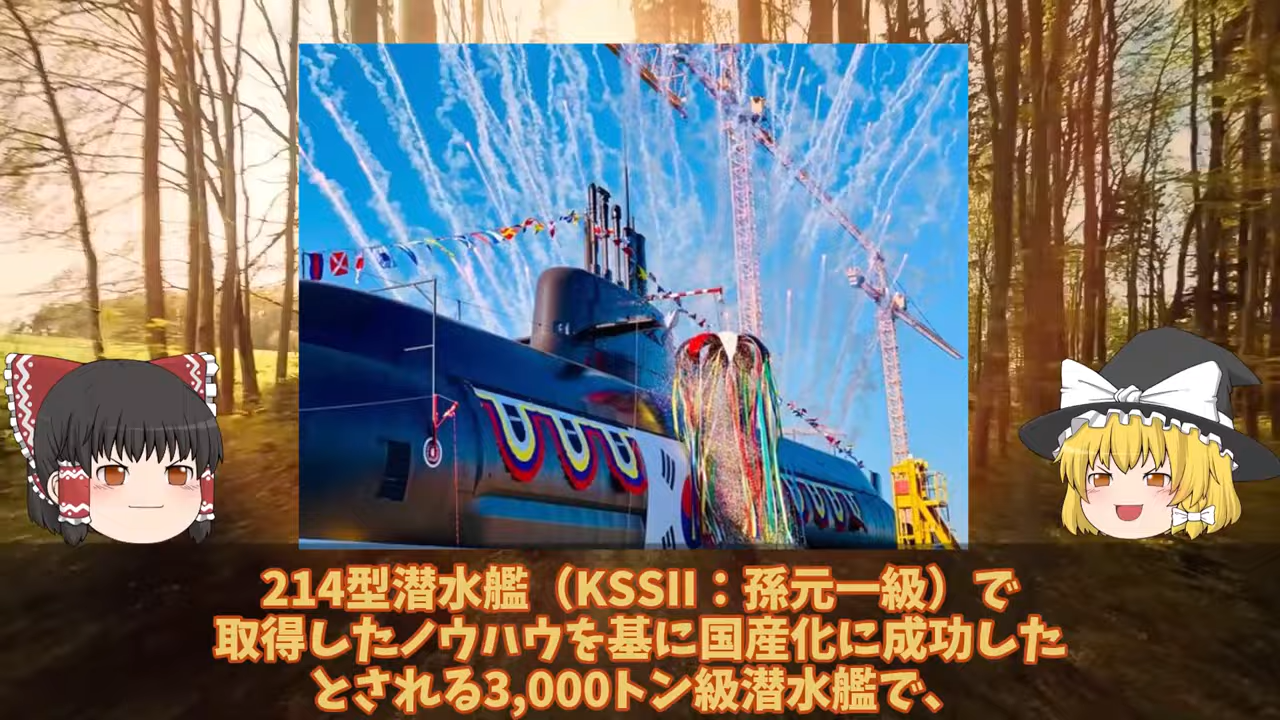 214型潜水艦（KSSII：孫元一級）で
取得したノウハウを基に国産化に成功した
とされる3,000トン級潜水艦で、